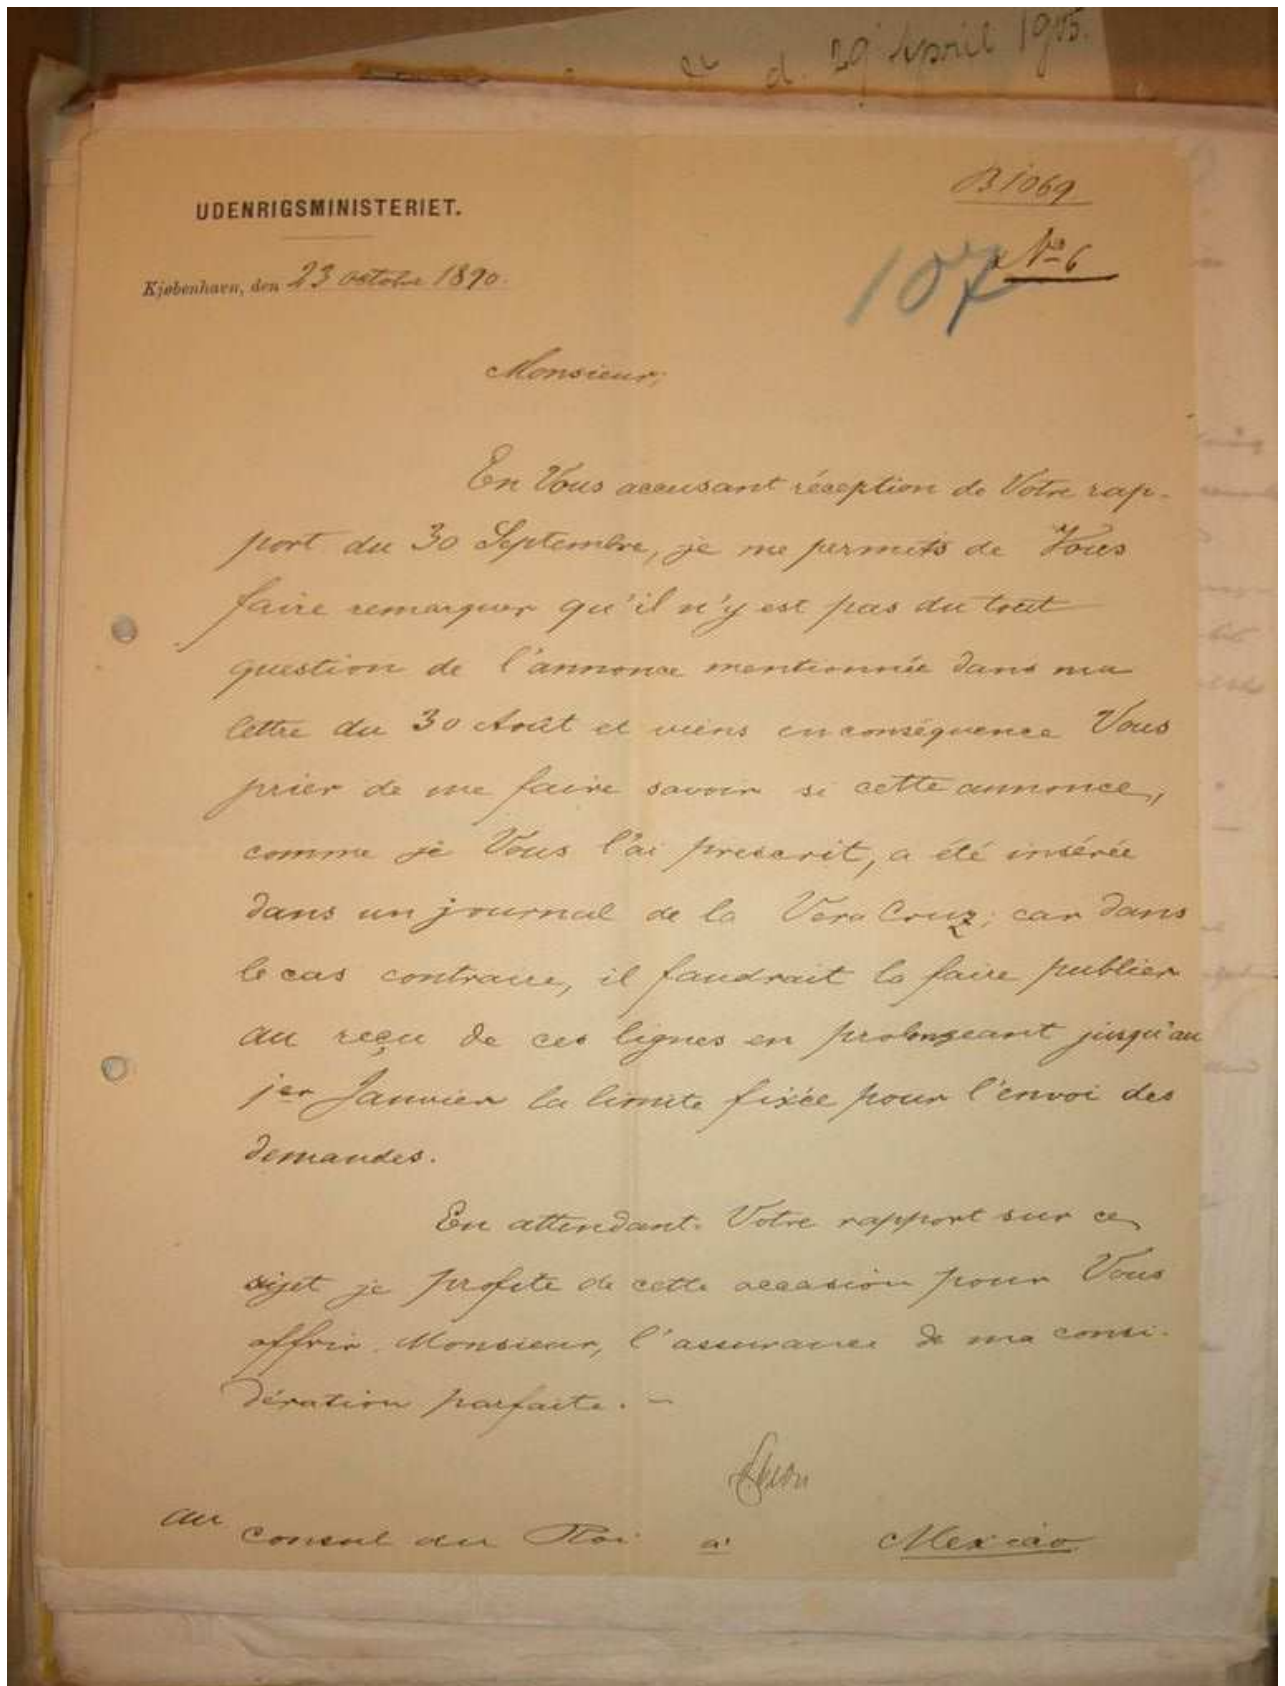 d. 29 April 1905.
UDENRIGSMINISTERIET.
B1069
107 No 6
Kjøbenhavn, den 23 octobre 1890.
Monsieur,
En Vous accusant réception de Votre rap-
port du 30 Septembre, je me permets de Vous
faire remarquer qu'il n'y est pas du tout
question de l'annonce mentionnée dans ma
lettre du 30 Août et viens en conséquence Vous
prier de me faire savoir si cette annonce,
comme je Vous l'ai prescrit, a été insérée
dans un journal de la Vera Cruz; car dans
le cas contraire, il faudrait la faire publier
au reçu de ces lignes en prolongeant jusqu'au
1er Janvier la limite fixée pour l'envoi des
demandes.
En attendant Votre rapport sur ce
sujet je profite de cette occasion pour Vous
offrir, Monsieur, l'assurance de ma consi-
dération parfaite. -
au Consul du Roi à Mexico